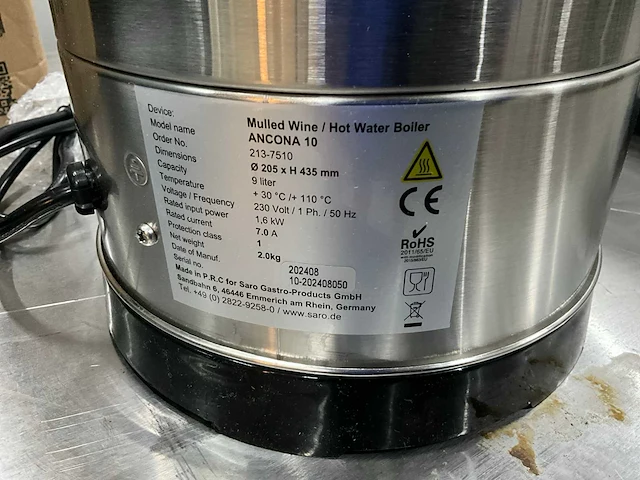 Device: Mulled Wine / Hot Water Boiler
Model name ANCONA 10
Order No. 213-7510
Dimensions Ø 205 x H 435 mm
Capacity 9 liter
Temperature + 30 °C /+ 110 °C
Voltage / Frequency 230 Volt / 1 Ph. / 50 Hz
Rated input power 1,6 kW
Rated current 7.0 A
Protection class 1
Net weight 2.0kg
Date of Manuf. 202408
Serial no. 10-202408050
Made in P.R.C for Saro Gastro-Products GmbH
Sandbahn 6, 46446 Emmerich am Rhein, Germany
Tel. +49 (0) 2822-9258-0 / www.saro.de
CE
RoHS
2011/65/EU